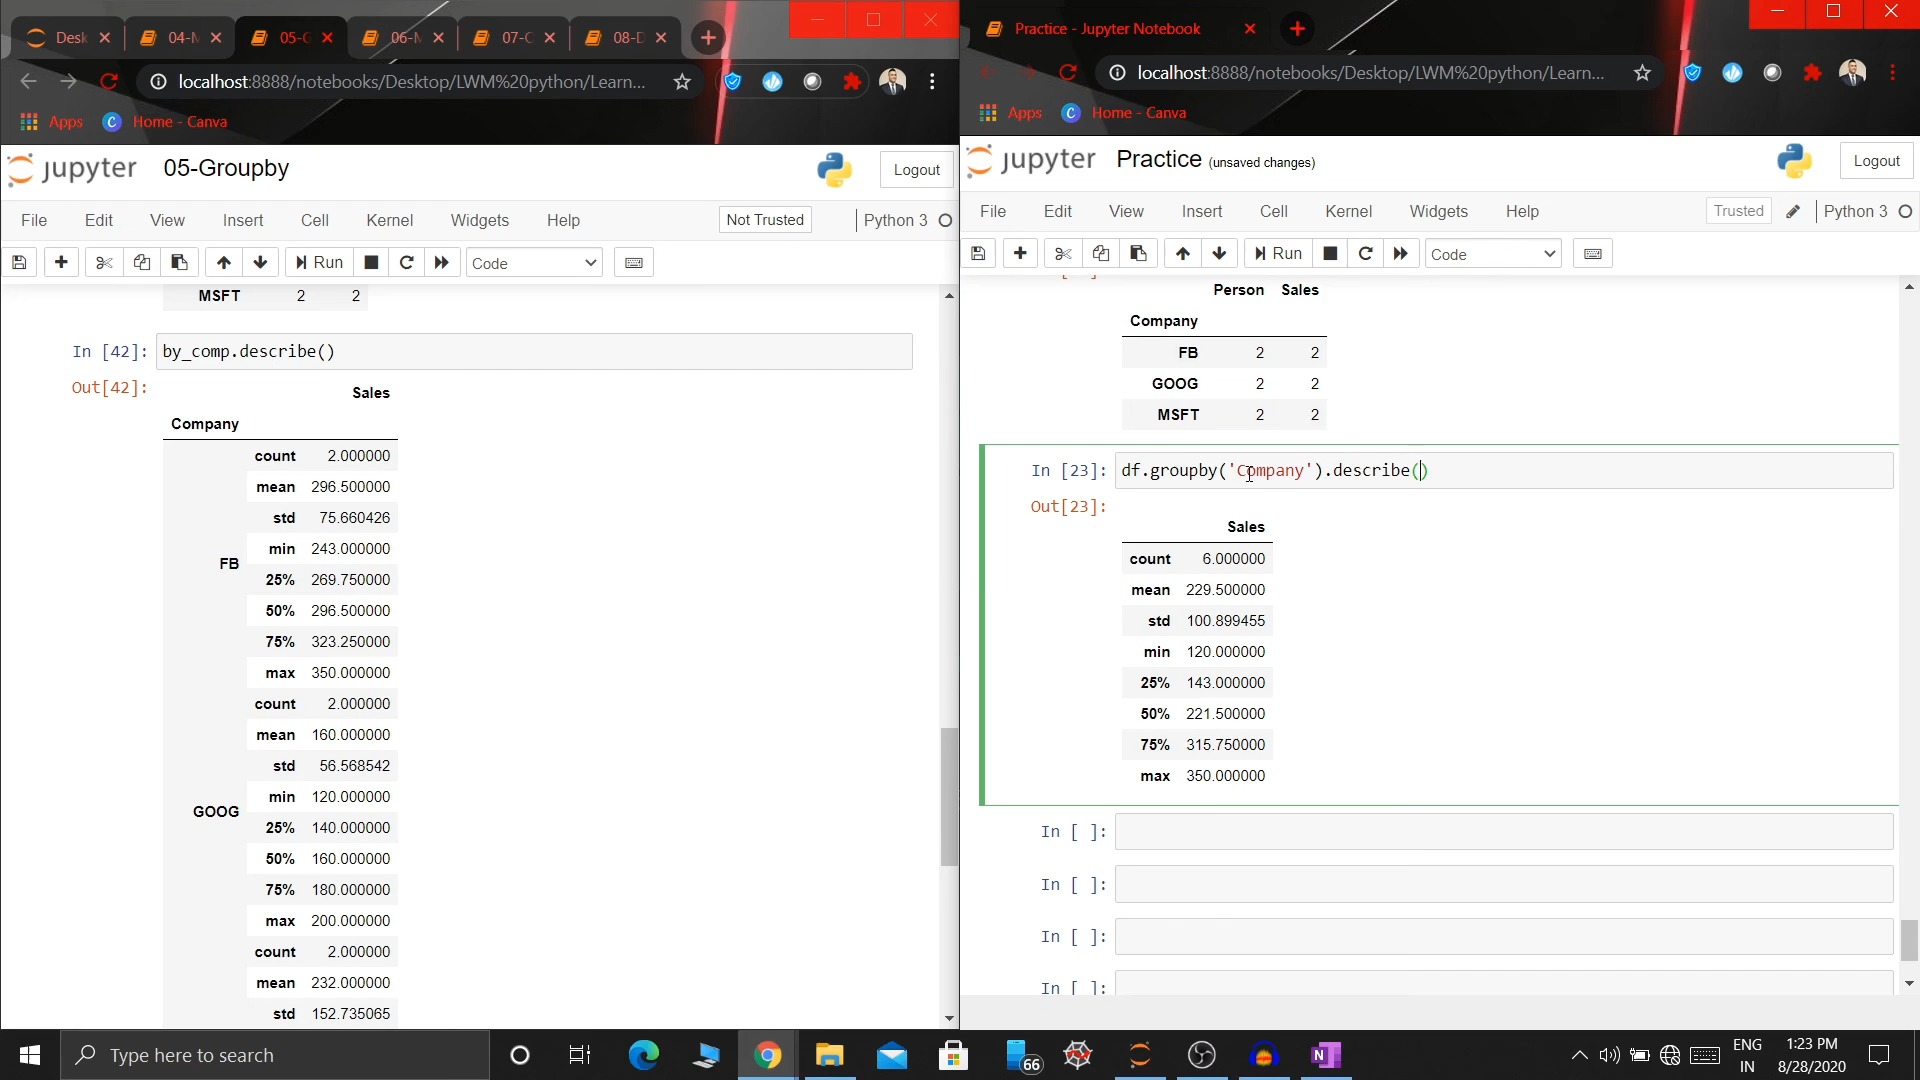 Desk
04-M
05-G
06-M
07-C
08-D
localhost:8888/notebooks/Desktop/LWM%20python/Learn...
Apps
Home - Canva
jupyter 05-Groupby
Logout
File Edit View Insert Cell Kernel Widgets Help
Not Trusted
Python 3
Run
Code
MSFT 2 2
In [42]: by_comp.describe()
Out[42]:
Sales
Company
count 2.000000
mean 296.500000
std 75.660426
min 243.000000
FB
25% 269.750000
50% 296.500000
75% 323.250000
max 350.000000
count 2.000000
mean 160.000000
std 56.568542
min 120.000000
GOOG
25% 140.000000
50% 160.000000
75% 180.000000
max 200.000000
count 2.000000
mean 232.000000
std 152.735065
Practice - Jupyter Notebook
localhost:8888/notebooks/Desktop/LWM%20python/Learn...
Apps
Home - Canva
jupyter Practice (unsaved changes)
Logout
File Edit View Insert Cell Kernel Widgets Help
Trusted
Python 3
Run
Code
Person Sales
Company
FB 2 2
GOOG 2 2
MSFT 2 2
In [23]: df.groupby('Company').describe()
Out[23]:
Sales
count 6.000000
mean 229.500000
std 100.899455
min 120.000000
25% 143.000000
50% 221.500000
75% 315.750000
max 350.000000
In [ ]:
In [ ]:
In [ ]:
In [ ]:
Type here to search
66
ENG
IN
1:23 PM
8/28/2020